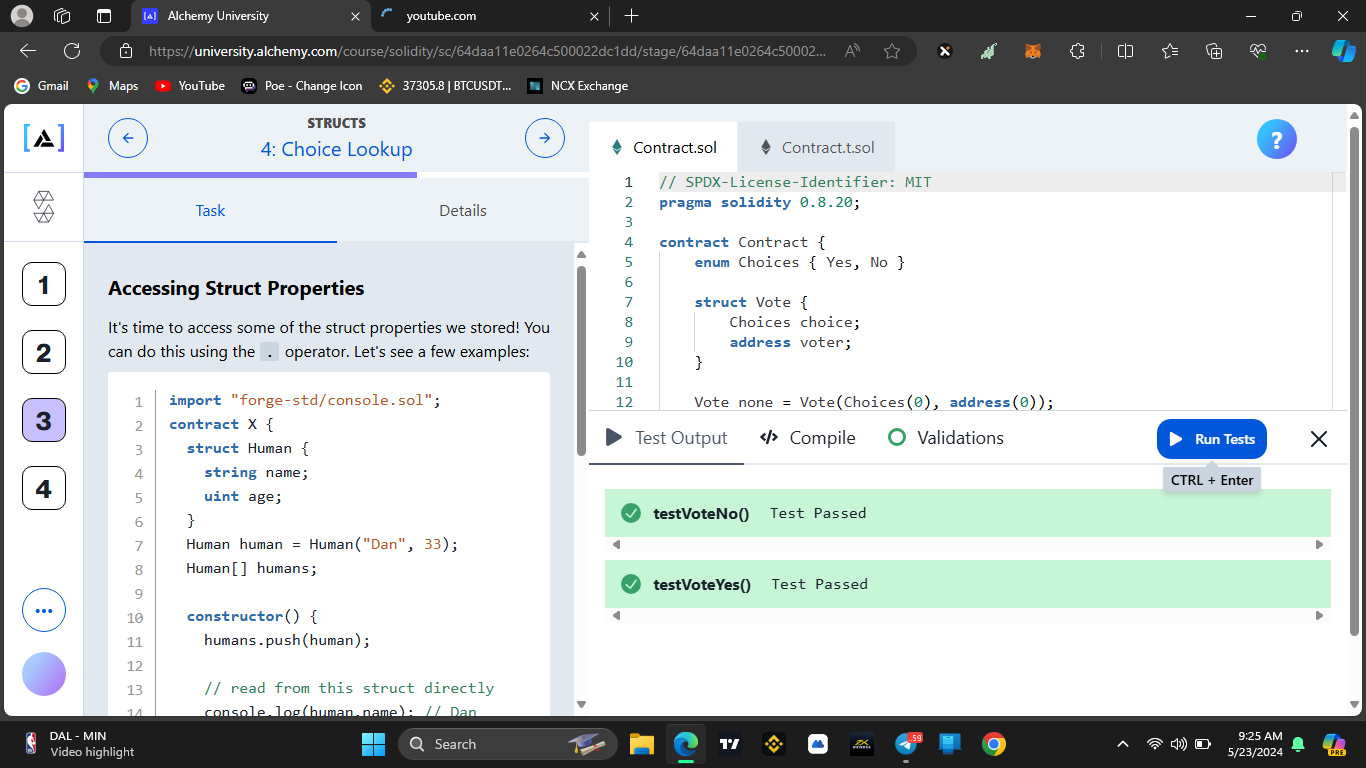 Alchemy University
youtube.com
https://university.alchemy.com/course/solidity/sc/64daa11e0264c500022dc1dd/stage/64daa11e0264c50002...
Gmail
Maps
YouTube
Poe - Change Icon
37305.8 | BTCUSDT...
NCX Exchange
STRUCTS
4: Choice Lookup
Task
Details
1
2
3
4
Accessing Struct Properties
It's time to access some of the struct properties we stored! You
can do this using the . operator. Let's see a few examples:
1 import "forge-std/console.sol";
2 contract X {
3 struct Human {
4 string name;
5 uint age;
6 }
7 Human human = Human("Dan", 33);
8 Human[] humans;
9
10 constructor() {
11 humans.push(human);
12
13 // read from this struct directly
14 console.log(human.name); // Dan
Contract.sol
Contract.t.sol
?
1 // SPDX-License-Identifier: MIT
2 pragma solidity 0.8.20;
3
4 contract Contract {
5 enum Choices { Yes, No }
6
7 struct Vote {
8 Choices choice;
9 address voter;
10 }
11
12 Vote none = Vote(Choices(0), address(0));
Test Output
Compile
Validations
Run Tests
CTRL + Enter
testVoteNo() Test Passed
testVoteYes() Test Passed
DAL - MIN
Video highlight
Search
.59
9:25 AM
5/23/2024
PRE